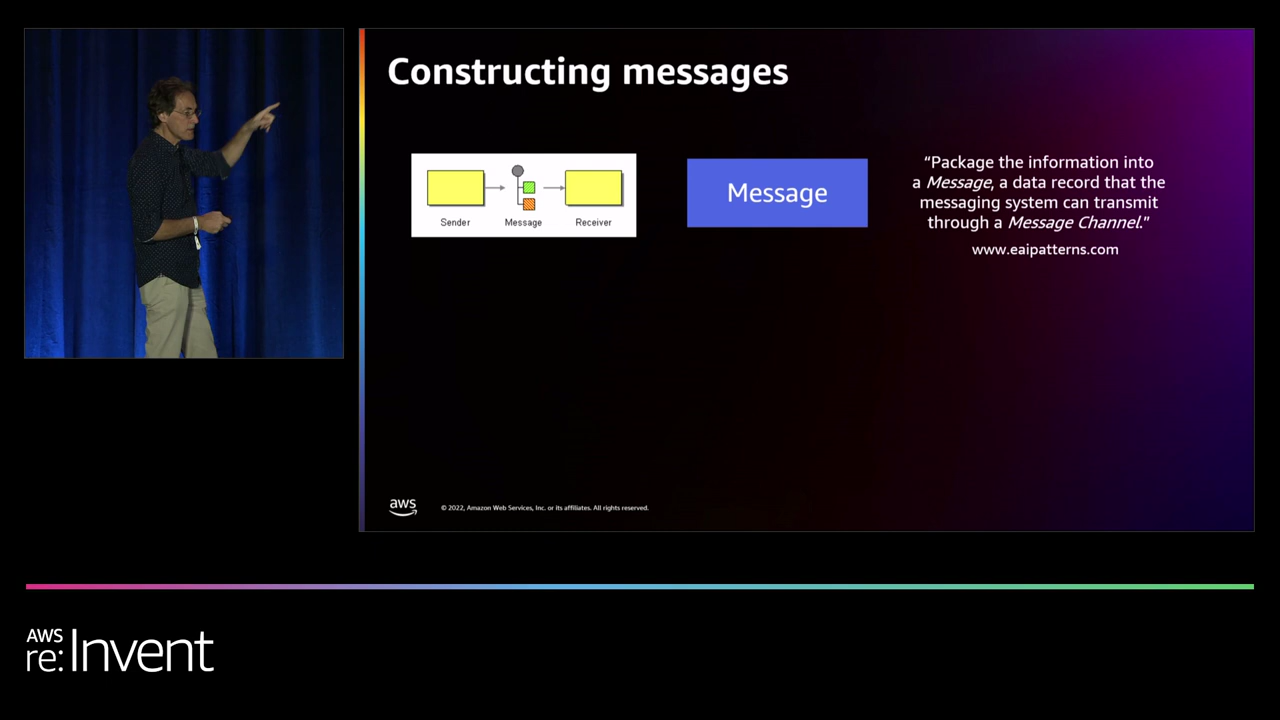 Constructing messages
Sender
Message
Receiver
Message
“Package the information into
a Message, a data record that the
messaging system can transmit
through a Message Channel.”
www.eaipatterns.com
aws
© 2022, Amazon Web Services, Inc. or its affiliates. All rights reserved.
AWS
re:Invent